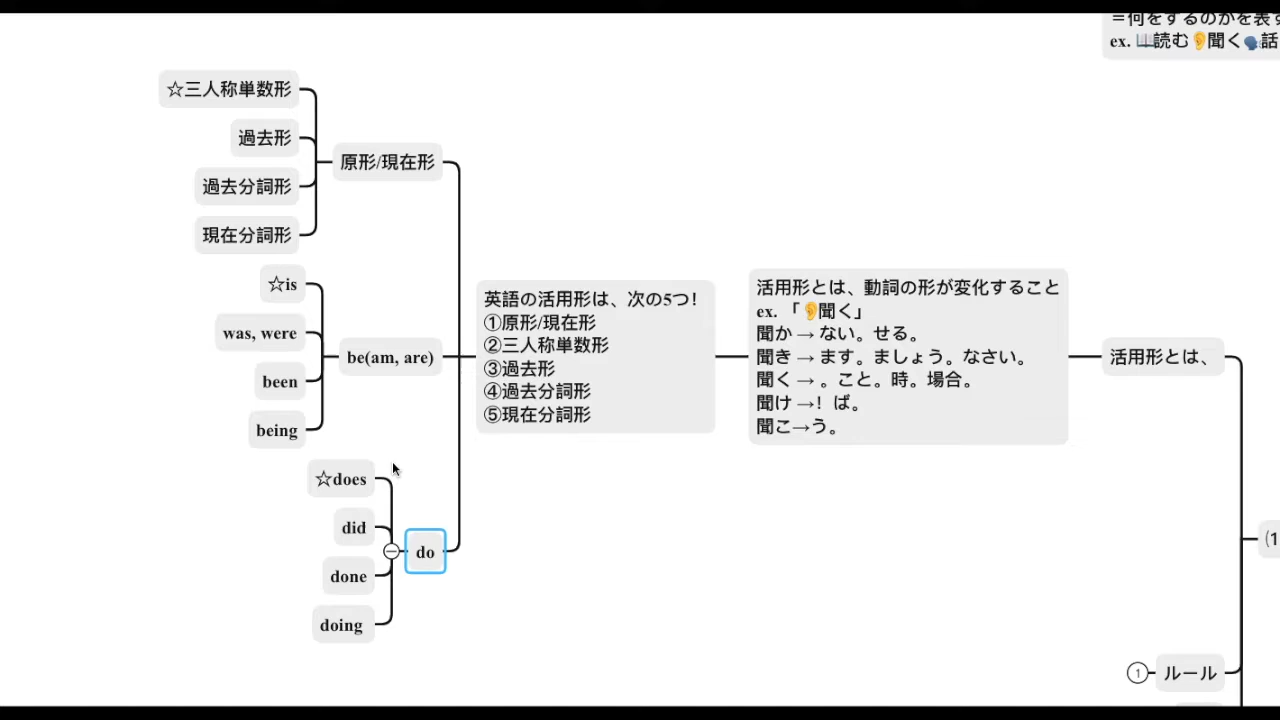 =何をするのかを表す
ex. 📖読む👂聞く🗣話
☆三人称単数形
過去形
過去分詞形
現在分詞形
原形/現在形
☆is
was, were
been
being
be(am, are)
☆does
did
done
doing
do
英語の活用形は、次の5つ!
①原形/現在形
②三人称単数形
③過去形
④過去分詞形
⑤現在分詞形
活用形とは、動詞の形が変化すること
ex. 「👂聞く」
聞か → ない。せる。
聞き → ます。ましょう。なさい。
聞く → 。こと。時。場合。
聞け →! ば。
聞こ→う。
活用形とは、
(1
1
ルール